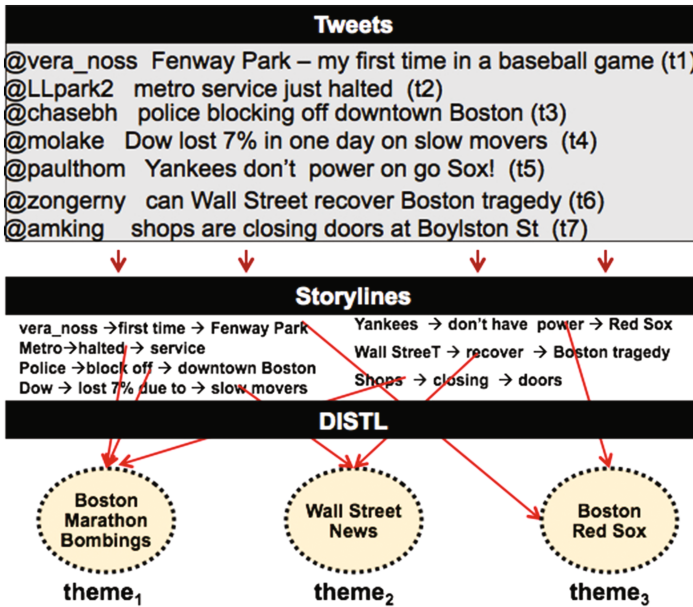 Tweets
@vera_noss Fenway Park – my first time in a baseball game (t1)
@LLpark2 metro service just halted (t2)
@chasebh police blocking off downtown Boston (t3)
@molake Dow lost 7% in one day on slow movers (t4)
@paulthom Yankees don't power on go Sox! (t5)
@zongerny can Wall Street recover Boston tragedy (t6)
@amking shops are closing doors at Boylston St (t7)
Storylines
vera_noss → first time → Fenway Park
Metro → halted → service
Police → block off → downtown Boston
Dow → lost 7% due to → slow movers
Yankees → don't have power → Red Sox
Wall StreeT → recover → Boston tragedy
Shops → closing → doors
DISTL
Boston
Marathon
Bombings
theme1
Wall Street
News
theme2
Boston
Red Sox
theme3